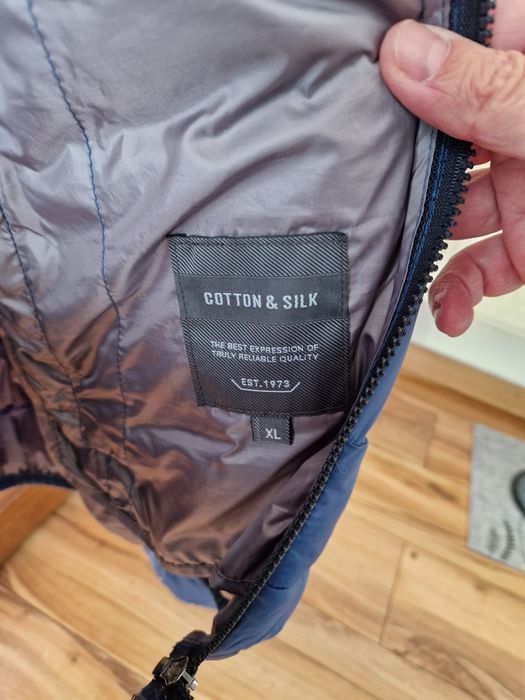 COTTON & SILK
THE BEST EXPRESSION OF
TRULY RELIABLE QUALITY
EST.1973
XL